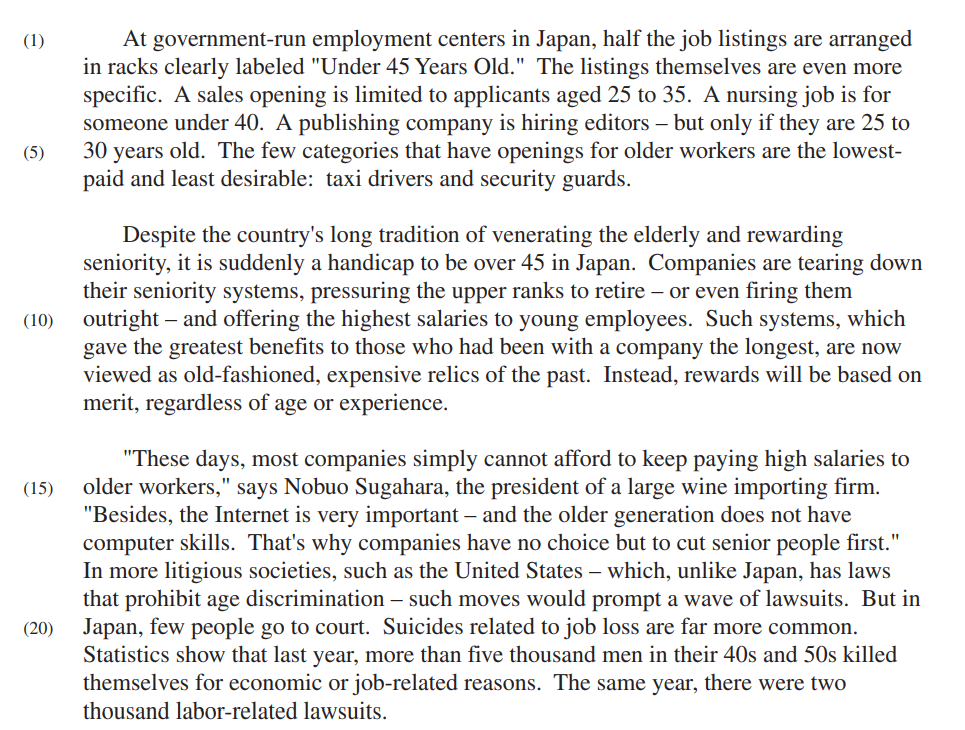 (1) At government-run employment centers in Japan, half the job listings are arranged
in racks clearly labeled "Under 45 Years Old." The listings themselves are even more
specific. A sales opening is limited to applicants aged 25 to 35. A nursing job is for
someone under 40. A publishing company is hiring editors – but only if they are 25 to
(5) 30 years old. The few categories that have openings for older workers are the lowest-
paid and least desirable: taxi drivers and security guards.
Despite the country's long tradition of venerating the elderly and rewarding
seniority, it is suddenly a handicap to be over 45 in Japan. Companies are tearing down
their seniority systems, pressuring the upper ranks to retire – or even firing them
(10) outright – and offering the highest salaries to young employees. Such systems, which
gave the greatest benefits to those who had been with a company the longest, are now
viewed as old-fashioned, expensive relics of the past. Instead, rewards will be based on
merit, regardless of age or experience.
"These days, most companies simply cannot afford to keep paying high salaries to
(15) older workers," says Nobuo Sugahara, the president of a large wine importing firm.
"Besides, the Internet is very important – and the older generation does not have
computer skills. That's why companies have no choice but to cut senior people first."
In more litigious societies, such as the United States – which, unlike Japan, has laws
that prohibit age discrimination – such moves would prompt a wave of lawsuits. But in
(20) Japan, few people go to court. Suicides related to job loss are far more common.
Statistics show that last year, more than five thousand men in their 40s and 50s killed
themselves for economic or job-related reasons. The same year, there were two
thousand labor-related lawsuits.